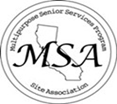 Multipurpose Senior Services Program
MSA
Site Association